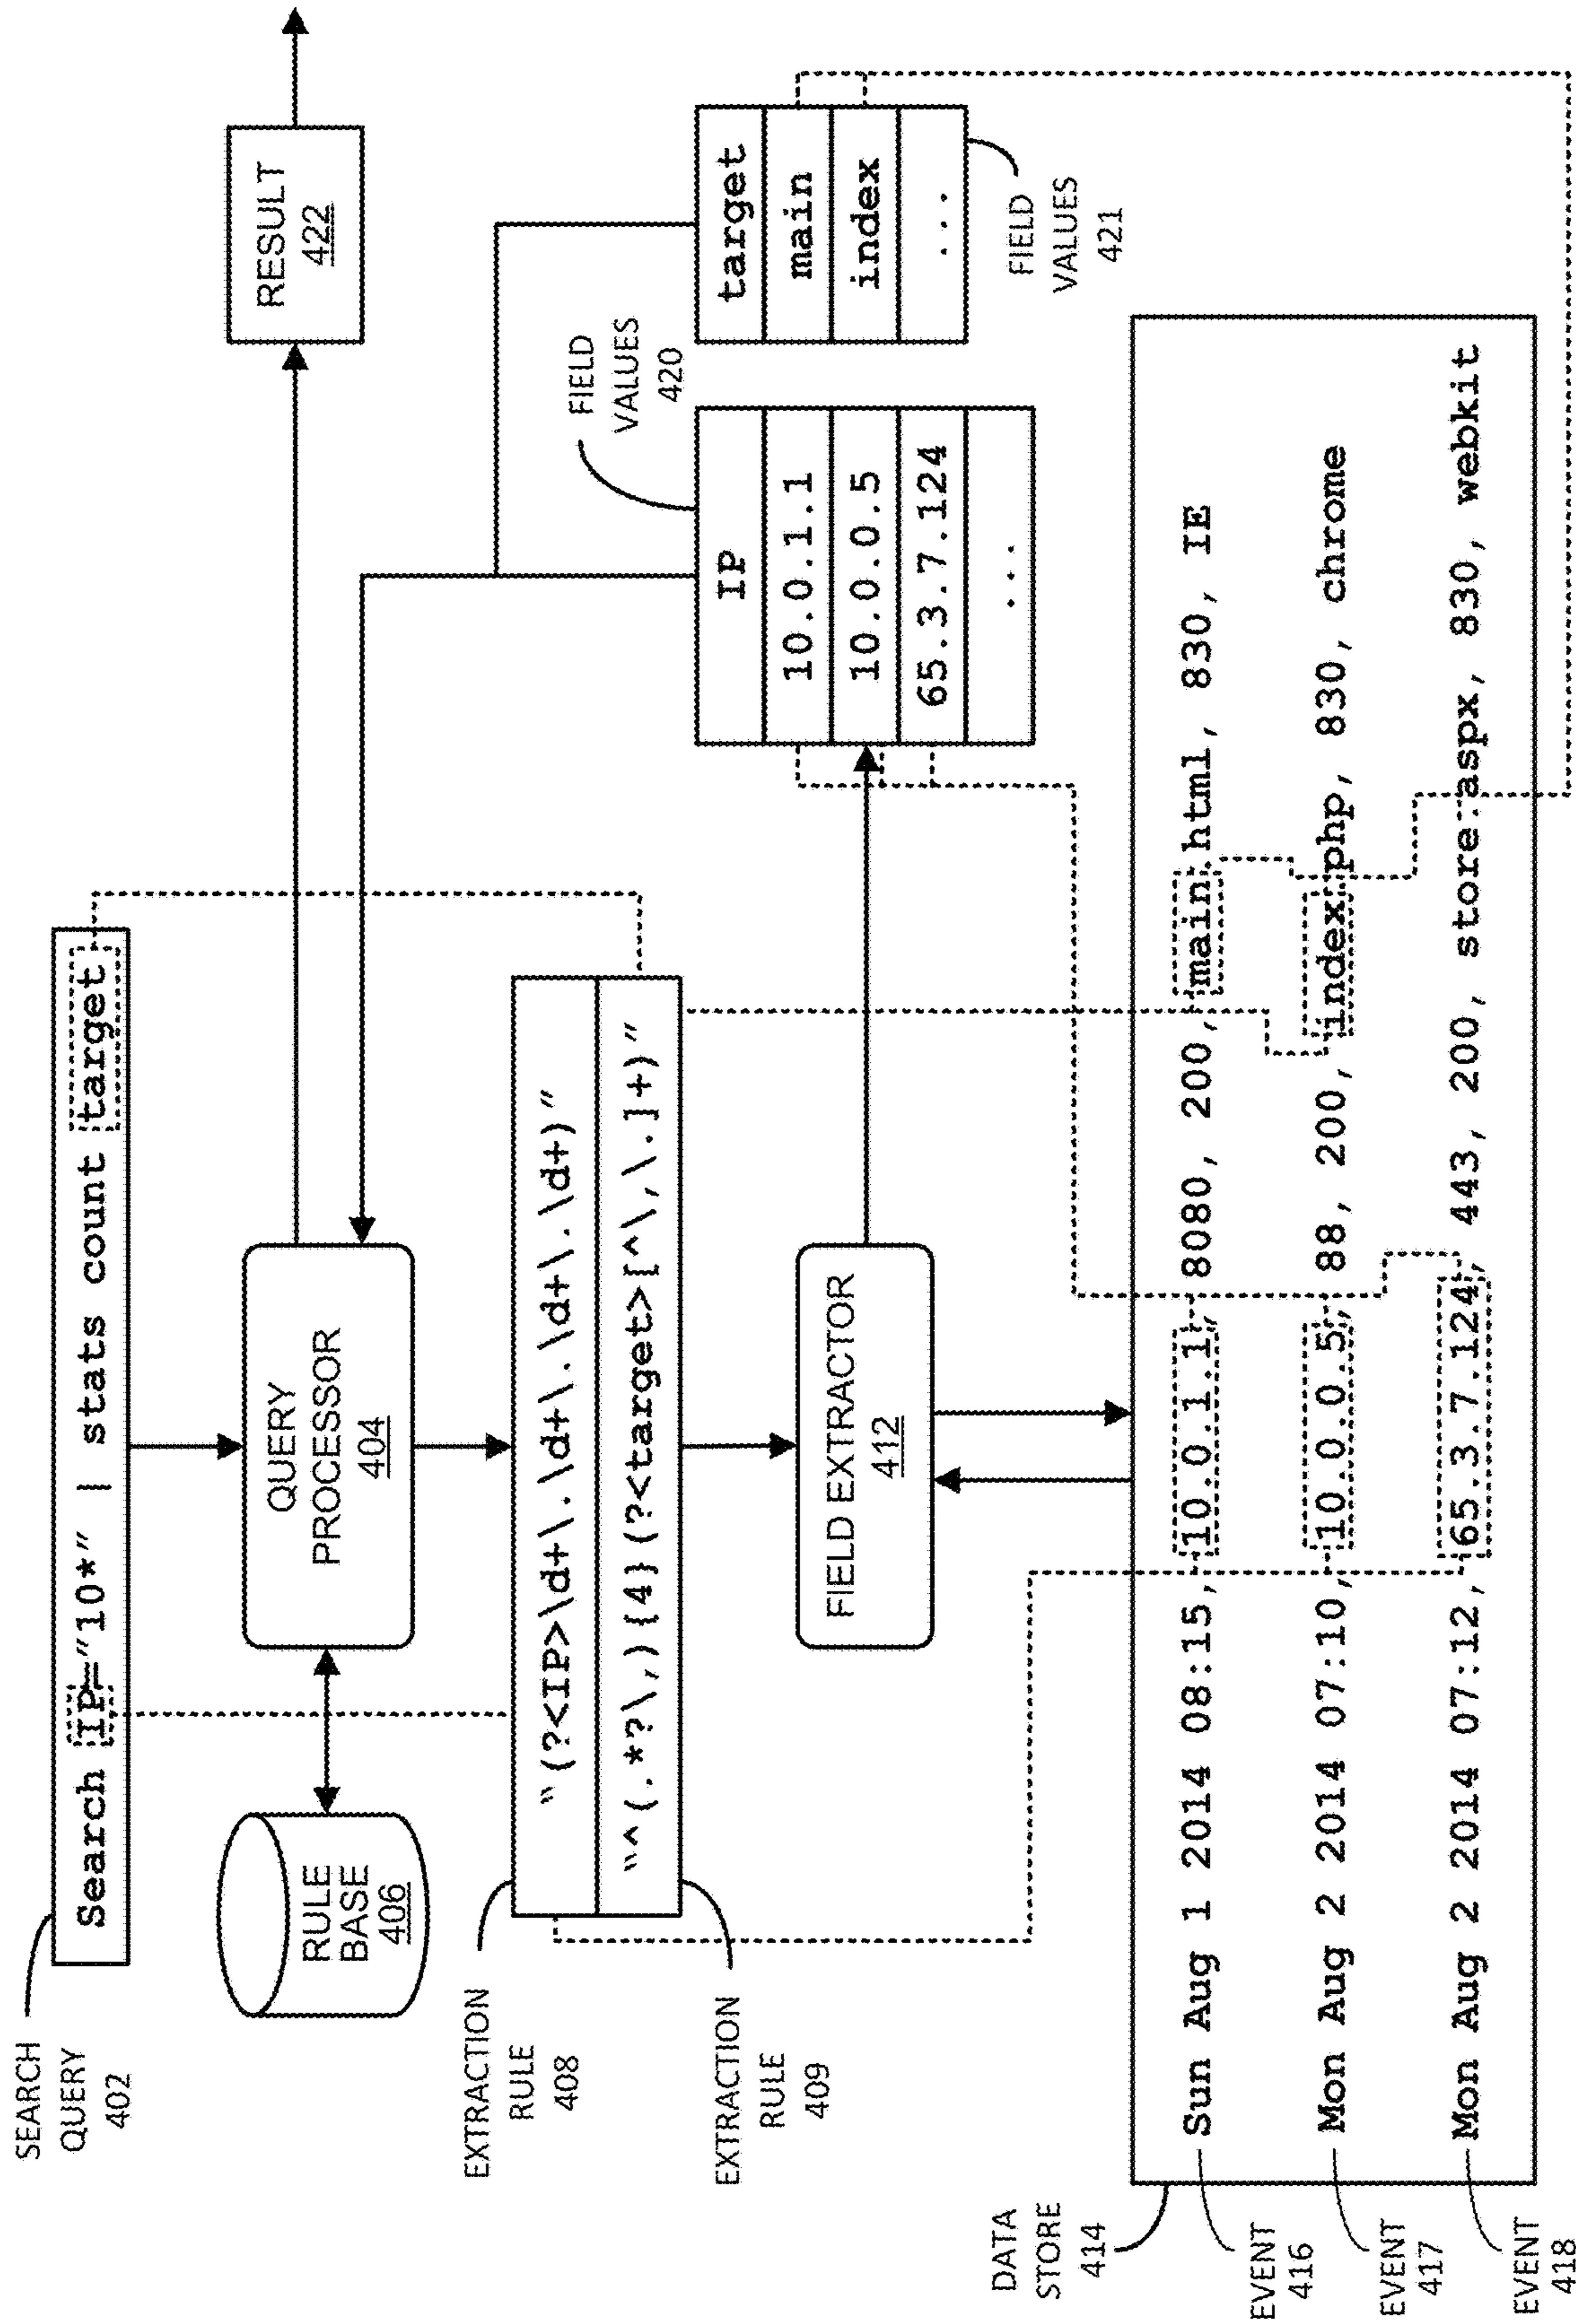 SEARCH
QUERY
402
Search IP="10*" | stats count target
RULE
BASE
406
QUERY
PROCESSOR
404
RESULT
422
EXTRACTION
RULE
408
"(?<IP>\d+\.\d+\.\d+\.\d+)"
"^(.*?\,){4}(?<target>[^\,\.]+)"
EXTRACTION
RULE
409
FIELD EXTRACTOR
412
FIELD
VALUES
420
IP
10.0.1.1
10.0.0.5
65.3.7.124
...
target
main
index
...
FIELD
VALUES
421
DATA
STORE
414
EVENT
416
Sun Aug 1 2014 08:15, 10.0.1.1, 8080, 200, main.html, 830, IE
EVENT
417
Mon Aug 2 2014 07:10, 10.0.0.5, 88, 200, index.php, 830, chrome
EVENT
418
Mon Aug 2 2014 07:12, 65.3.7.124, 443, 200, store.aspx, 830, webkit